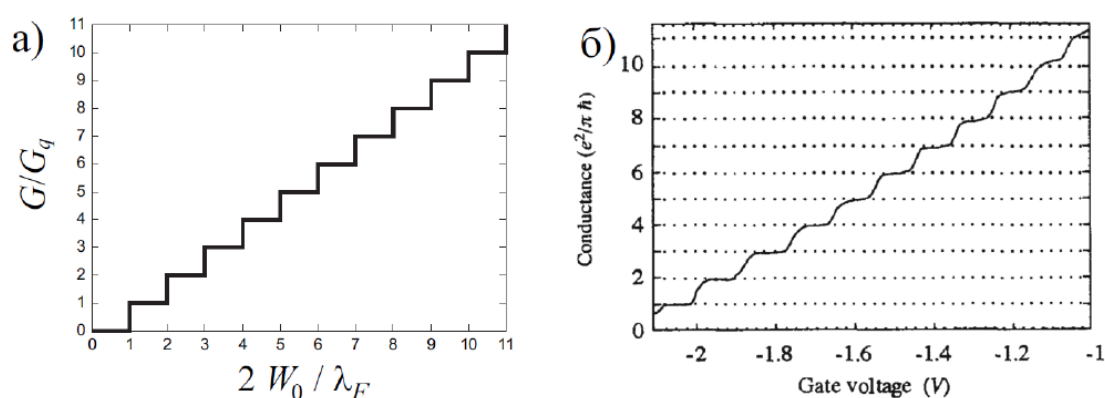 а)
11
10
9
8
7
6
5
4
3
2
1
0
G/G_q
0 1 2 3 4 5 6 7 8 9 10 11
2 W_0 / λ_F
б)
10
8
6
4
2
0
Conductance (e²/π ħ)
-2 -1.8 -1.6 -1.4 -1.2 -1
Gate voltage (V)